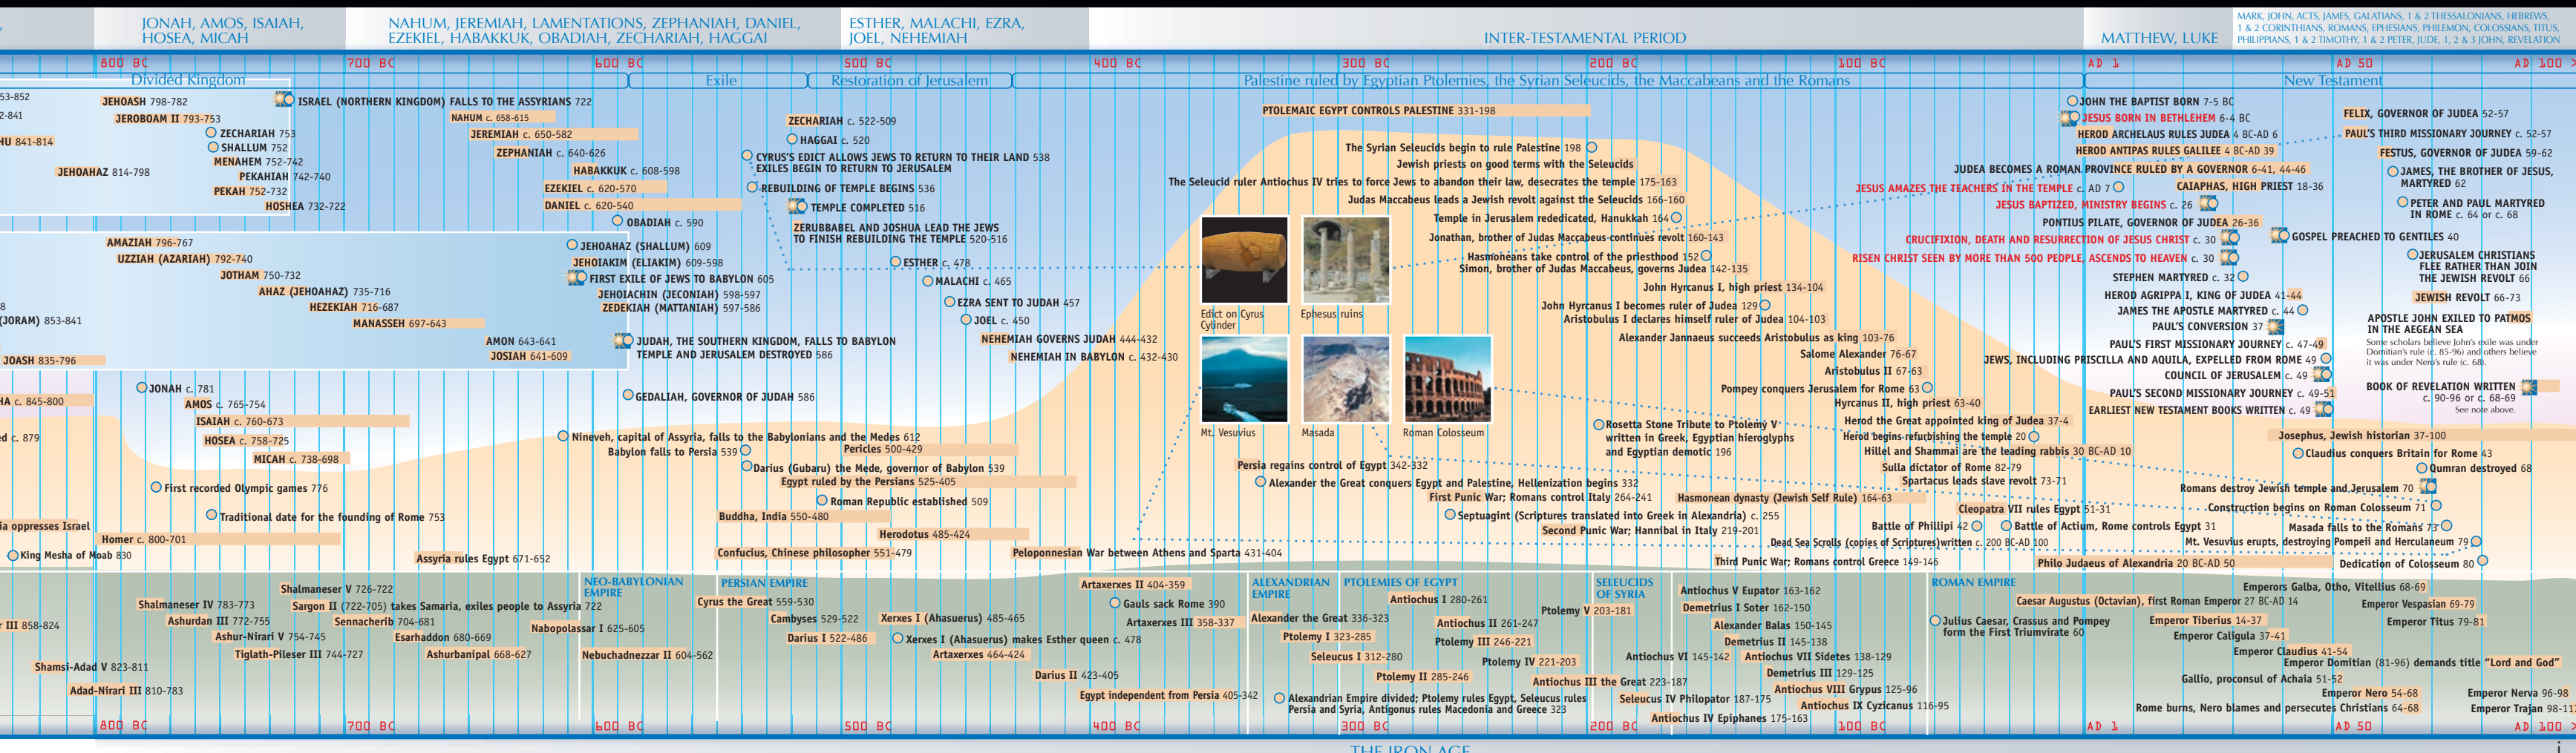 JONAH, AMOS, ISAIAH,
HOSEA, MICAH
NAHUM, JEREMIAH, LAMENTATIONS, ZEPHANIAH, DANIEL,
EZEKIEL, HABAKKUK, OBADIAH, ZECHARIAH, HAGGAI
ESTHER, MALACHI, EZRA,
JOEL, NEHEMIAH
INTER-TESTAMENTAL PERIOD
MATTHEW, LUKE
MARK, JOHN, ACTS, JAMES, GALATIANS, 1 & 2 THESSALONIANS, HEBREWS,
1 & 2 CORINTHIANS, ROMANS, EPHESIANS, PHILEMON, COLOSSIANS, TITUS,
PHILIPPIANS, 1 & 2 TIMOTHY, 1 & 2 PETER, JUDE, 1, 2 & 3 JOHN, REVELATION
800 BC
700 BC
600 BC
500 BC
400 BC
300 BC
200 BC
100 BC
AD 1
AD 50
AD 100 >
Divided Kingdom
Exile
Restoration of Jerusalem
Palestine ruled by Egyptian Ptolemies, the Syrian Seleucids, the Maccabeans and the Romans
New Testament
53-852
2-841
HU 841-814
JEHOAHAZ 814-798
JEHOASH 798-782
JEROBOAM II 793-753
ZECHARIAH 753
SHALLUM 752
MENAHEM 752-742
PEKAHIAH 742-740
PEKAH 752-732
HOSHEA 732-722
ISRAEL (NORTHERN KINGDOM) FALLS TO THE ASSYRIANS 722
NAHUM c. 658-615
JEREMIAH c. 650-582
ZEPHANIAH c. 640-626
HABAKKUK c. 608-598
EZEKIEL c. 620-570
DANIEL c. 620-540
OBADIAH c. 590
AMAZIAH 796-767
UZZIAH (AZARIAH) 792-740
JOTHAM 750-732
AHAZ (JEHOAHAZ) 735-716
HEZEKIAH 716-687
MANASSEH 697-643
(JORAM) 853-841
AMON 643-641
JOSIAH 641-609
JOASH 835-796
JEHOAHAZ (SHALLUM) 609
JEHOIAKIM (ELIAKIM) 609-598
FIRST EXILE OF JEWS TO BABYLON 605
JEHOIACHIN (JECONIAH) 598-597
ZEDEKIAH (MATTANIAH) 597-586
JUDAH, THE SOUTHERN KINGDOM, FALLS TO BABYLON
TEMPLE AND JERUSALEM DESTROYED 586
GEDALIAH, GOVERNOR OF JUDAH 586
JONAH c. 781
HA c. 845-800
AMOS c. 765-754
ISAIAH c. 760-673
HOSEA c. 758-725
MICAH c. 738-698
ed c. 879
ZECHARIAH c. 522-509
HAGGAI c. 520
CYRUS'S EDICT ALLOWS JEWS TO RETURN TO THEIR LAND 538
EXILES BEGIN TO RETURN TO JERUSALEM
REBUILDING OF TEMPLE BEGINS 536
TEMPLE COMPLETED 516
ZERUBBABEL AND JOSHUA LEAD THE JEWS
TO FINISH REBUILDING THE TEMPLE 520-516
ESTHER c. 478
MALACHI c. 465
EZRA SENT TO JUDAH 457
JOEL c. 450
NEHEMIAH GOVERNS JUDAH 444-432
NEHEMIAH IN BABYLON c. 432-430
PTOLEMAIC EGYPT CONTROLS PALESTINE 331-198
The Syrian Seleucids begin to rule Palestine 198
Jewish priests on good terms with the Seleucids
The Seleucid ruler Antiochus IV tries to force Jews to abandon their law, desecrates the temple 175-163
Judas Maccabeus leads a Jewish revolt against the Seleucids 166-160
Temple in Jerusalem rededicated, Hanukkah 164
Jonathan, brother of Judas Maccabeus continues revolt 160-143
Hasmoneans take control of the priesthood 152
Simon, brother of Judas Maccabeus, governs Judea 142-135
John Hyrcanus I, high priest 134-104
John Hyrcanus I becomes ruler of Judea 129
Aristobulus I declares himself ruler of Judea 104-103
Alexander Jannaeus succeeds Aristobulus as king 103-76
Salome Alexander 76-67
Aristobulus II 67-63
Pompey conquers Jerusalem for Rome 63
Hyrcanus II, high priest 63-40
Herod the Great appointed king of Judea 37-4
Herod begins refurbishing the temple 20
Hillel and Shammai are the leading rabbis 30 BC-AD 10
Edict on Cyrus
Cylinder
Ephesus ruins
Mt. Vesuvius
Masada
Roman Colosseum
JOHN THE BAPTIST BORN 7-5 BC
JESUS BORN IN BETHLEHEM 6-4 BC
HEROD ARCHELAUS RULES JUDEA 4 BC-AD 6
HEROD ANTIPAS RULES GALILEE 4 BC-AD 39
JUDEA BECOMES A ROMAN PROVINCE RULED BY A GOVERNOR 6-41, 44-46
JESUS AMAZES THE TEACHERS IN THE TEMPLE c. AD 7
CAIAPHAS, HIGH PRIEST 18-36
JESUS BAPTIZED, MINISTRY BEGINS c. 26
PONTIUS PILATE, GOVERNOR OF JUDEA 26-36
CRUCIFIXION, DEATH AND RESURRECTION OF JESUS CHRIST c. 30
GOSPEL PREACHED TO GENTILES 40
RISEN CHRIST SEEN BY MORE THAN 500 PEOPLE, ASCENDS TO HEAVEN c. 30
STEPHEN MARTYRED c. 32
HEROD AGRIPPA I, KING OF JUDEA 41-44
JAMES THE APOSTLE MARTYRED c. 44
PAUL'S CONVERSION 37
PAUL'S FIRST MISSIONARY JOURNEY c. 47-49
JEWS, INCLUDING PRISCILLA AND AQUILA, EXPELLED FROM ROME 49
COUNCIL OF JERUSALEM c. 49
PAUL'S SECOND MISSIONARY JOURNEY c. 49-51
EARLIEST NEW TESTAMENT BOOKS WRITTEN c. 49
FELIX, GOVERNOR OF JUDEA 52-57
PAUL'S THIRD MISSIONARY JOURNEY c. 52-57
FESTUS, GOVERNOR OF JUDEA 59-62
JAMES, THE BROTHER OF JESUS,
MARTYRED 62
PETER AND PAUL MARTYRED
IN ROME c. 64 or c. 68
JERUSALEM CHRISTIANS
FLEE RATHER THAN JOIN
THE JEWISH REVOLT 66
JEWISH REVOLT 66-73
APOSTLE JOHN EXILED TO PATMOS
IN THE AEGEAN SEA
Some scholars believe John's exile was under
Domitian's rule (c. 85-96) and others believe
it was under Nero's rule (c. 68).
BOOK OF REVELATION WRITTEN
c. 90-96 or c. 68-69
See note above.
First recorded Olympic games 776
Traditional date for the founding of Rome 753
ia oppresses Israel
Homer c. 800-701
King Mesha of Moab 830
Assyria rules Egypt 671-652
Nineveh, capital of Assyria, falls to the Babylonians and the Medes 612
Babylon falls to Persia 539
Pericles 500-429
Darius (Gubaru) the Mede, governor of Babylon 539
Egypt ruled by the Persians 525-405
Roman Republic established 509
Buddha, India 550-480
Herodotus 485-424
Confucius, Chinese philosopher 551-479
Peloponnesian War between Athens and Sparta 431-404
Persia regains control of Egypt 342-332
Alexander the Great conquers Egypt and Palestine, Hellenization begins 332
First Punic War; Romans control Italy 264-241
Septuagint (Scriptures translated into Greek in Alexandria) c. 255
Second Punic War; Hannibal in Italy 219-201
Rosetta Stone Tribute to Ptolemy V
written in Greek, Egyptian hieroglyphs
and Egyptian demotic 196
Hasmonean dynasty (Jewish Self Rule) 164-63
Dead Sea Scrolls (copies of Scriptures)written c. 200 BC-AD 100
Third Punic War; Romans control Greece 149-146
Sulla dictator of Rome 82-79
Spartacus leads slave revolt 73-71
Cleopatra VII rules Egypt 51-31
Battle of Phillipi 42
Battle of Actium, Rome controls Egypt 31
Philo Judaeus of Alexandria 20 BC-AD 50
Josephus, Jewish historian 37-100
Claudius conquers Britain for Rome 43
Qumran destroyed 68
Romans destroy Jewish temple and Jerusalem 70
Construction begins on Roman Colosseum 71
Masada falls to the Romans 73
Mt. Vesuvius erupts, destroying Pompeii and Herculaneum 79
Dedication of Colosseum 80
r III 858-824
Shamsi-Adad V 823-811
Adad-Nirari III 810-783
Shalmaneser IV 783-773
Ashurdan III 772-755
Ashur-Nirari V 754-745
Tiglath-Pileser III 744-727
Shalmaneser V 726-722
Sargon II (722-705) takes Samaria, exiles people to Assyria 722
Sennacherib 704-681
Esarhaddon 680-669
Ashurbanipal 668-627
NEO-BABYLONIAN
EMPIRE
Nabopolassar I 625-605
Nebuchadnezzar II 604-562
PERSIAN EMPIRE
Cyrus the Great 559-530
Cambyses 529-522
Darius I 522-486
Xerxes I (Ahasuerus) 485-465
Xerxes I (Ahasuerus) makes Esther queen c. 478
Artaxerxes 464-424
Darius II 423-405
Artaxerxes II 404-359
Gauls sack Rome 390
Artaxerxes III 358-337
Egypt independent from Persia 405-342
ALEXANDRIAN
EMPIRE
Alexander the Great 336-323
Alexandrian Empire divided; Ptolemy rules Egypt, Seleucus rules
Persia and Syria, Antigonus rules Macedonia and Greece 323
PTOLEMIES OF EGYPT
Antiochus I 280-261
Antiochus II 261-247
Ptolemy I 323-285
Ptolemy III 246-221
Seleucus I 312-280
Ptolemy IV 221-203
Ptolemy II 285-246
Antiochus III the Great 223-187
Ptolemy V 203-181
SELEUCIDS
OF SYRIA
Seleucus IV Philopator 187-175
Antiochus IV Epiphanes 175-163
Antiochus V Eupator 163-162
Demetrius I Soter 162-150
Alexander Balas 150-145
Demetrius II 145-138
Antiochus VI 145-142
Antiochus VII Sidetes 138-129
Demetrius III 129-125
Antiochus VIII Grypus 125-96
Antiochus IX Cyzicanus 116-95
ROMAN EMPIRE
Julius Caesar, Crassus and Pompey
form the First Triumvirate 60
Caesar Augustus (Octavian), first Roman Emperor 27 BC-AD 14
Emperor Tiberius 14-37
Emperor Caligula 37-41
Emperor Claudius 41-54
Emperors Galba, Otho, Vitellius 68-69
Emperor Vespasian 69-79
Emperor Titus 79-81
Emperor Domitian (81-96) demands title "Lord and God"
Gallio, proconsul of Achaia 51-52
Emperor Nero 54-68
Emperor Nerva 96-98
Rome burns, Nero blames and persecutes Christians 64-68
Emperor Trajan 98-11
800 BC
700 BC
600 BC
500 BC
400 BC
300 BC
200 BC
100 BC
AD 1
AD 50
AD 100 >
THE IRON AGE